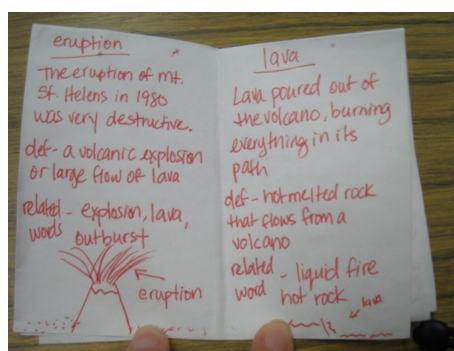 eruption
The eruption of mt.
St. Helens in 1980
was very destructive.
def - a volcanic explosion
or large flow of lava
related - explosion, lava,
words outburst
eruption
lava
Lava poured out of
the volcano, burning
everything in its
path
def - hot melted rock
that flows from a
volcano
related - liquid fire
word hot rock
lava